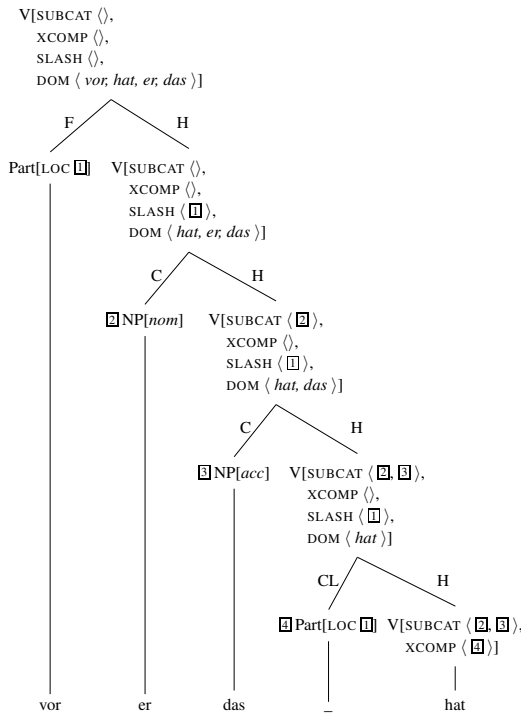 V[SUBCAT ⟨⟩,
XCOMP ⟨⟩,
SLASH ⟨⟩,
DOM ⟨ vor, hat, er, das ⟩]
F H
Part[LOC 1] V[SUBCAT ⟨⟩,
XCOMP ⟨⟩,
SLASH ⟨ 1 ⟩,
DOM ⟨ hat, er, das ⟩]
C H
2 NP[nom] V[SUBCAT ⟨ 2 ⟩,
XCOMP ⟨⟩,
SLASH ⟨ 1 ⟩,
DOM ⟨ hat, das ⟩]
C H
3 NP[acc] V[SUBCAT ⟨ 2, 3 ⟩,
XCOMP ⟨⟩,
SLASH ⟨ 1 ⟩,
DOM ⟨ hat ⟩]
CL H
4 Part[LOC 1] V[SUBCAT ⟨ 2, 3 ⟩,
XCOMP ⟨ 4 ⟩]
vor er das _ hat